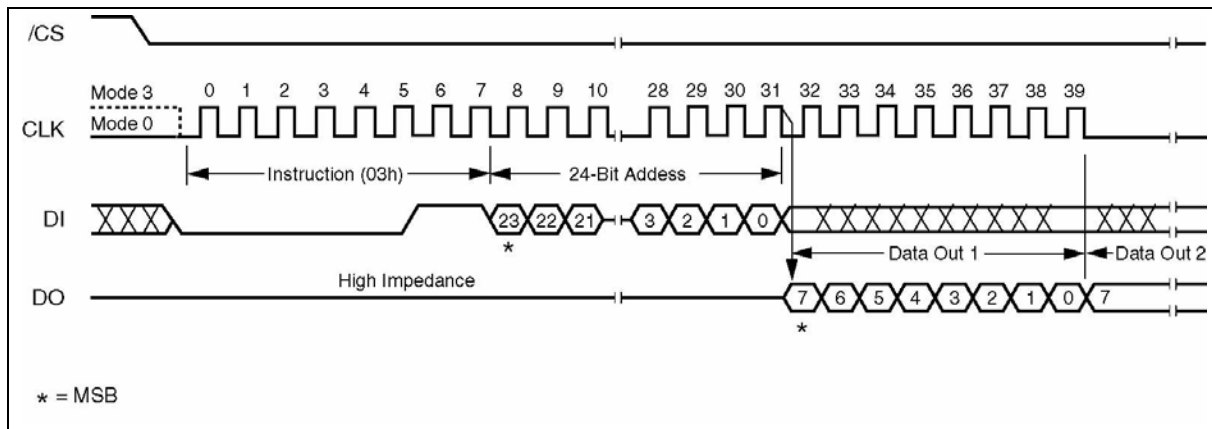 /CS
Mode 3
0 1 2 3 4 5 6 7 8 9 10 28 29 30 31 32 33 34 35 36 37 38 39
CLK
Mode 0
Instruction (03h)
24-Bit Addess
DI
23 22 21 3 2 1 0
*
Data Out 1
Data Out 2
High Impedance
DO
7 6 5 4 3 2 1 0 7
*
* = MSB